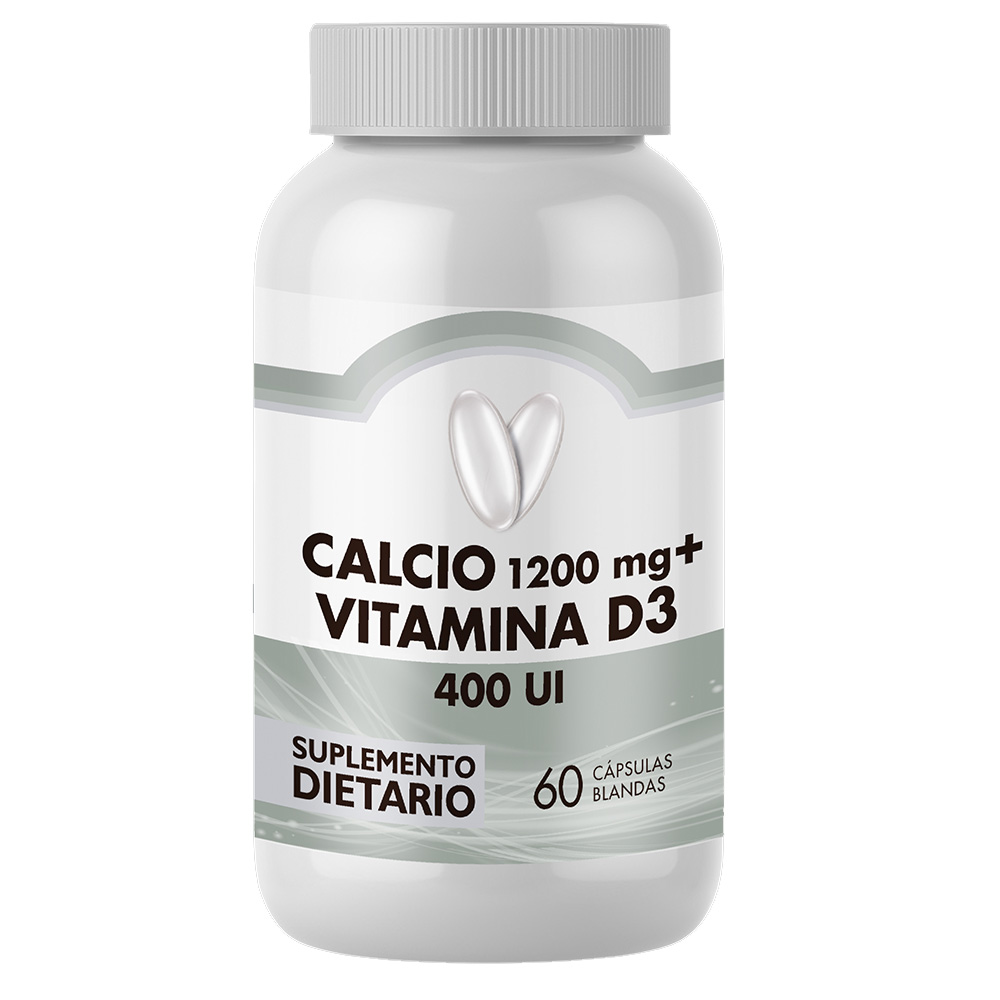 CALCIO 1200 mg+
VITAMINA D3
400 UI
SUPLEMENTO
DIETARIO
60 CÁPSULAS
BLANDAS